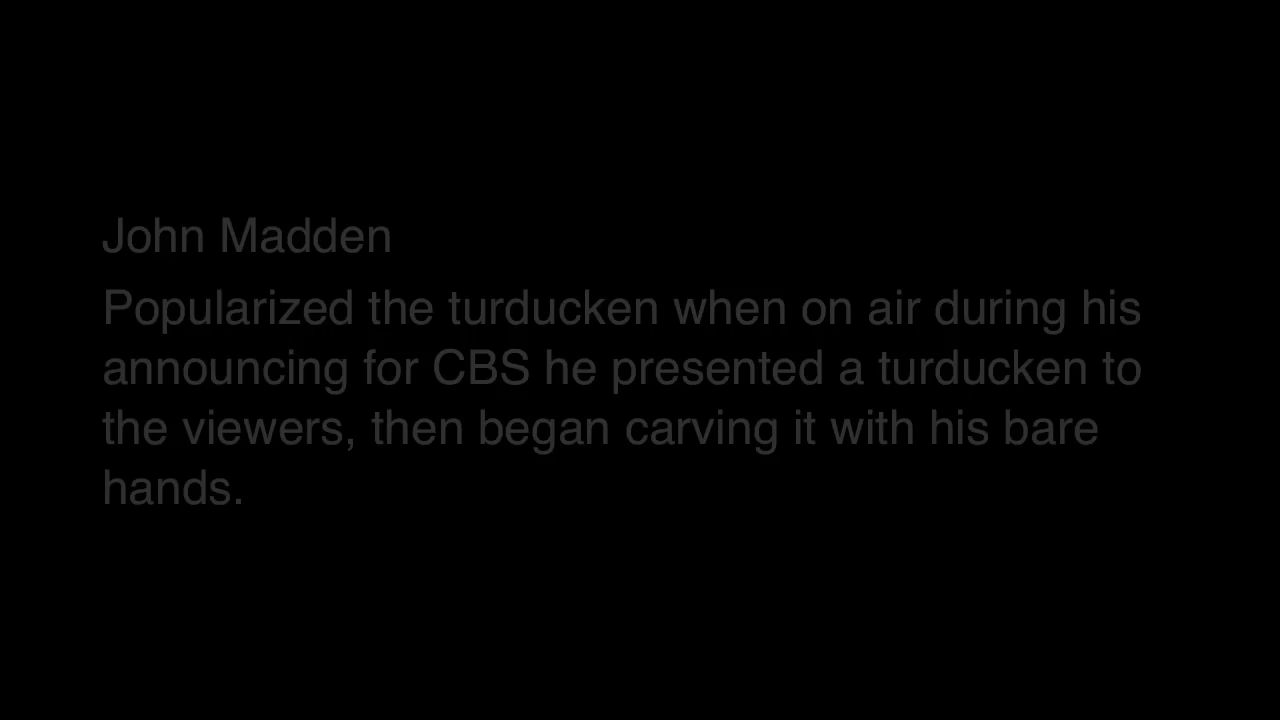 John Madden
Popularized the turducken when on air during his
announcing for CBS he presented a turducken to
the viewers, then began carving it with his bare
hands.